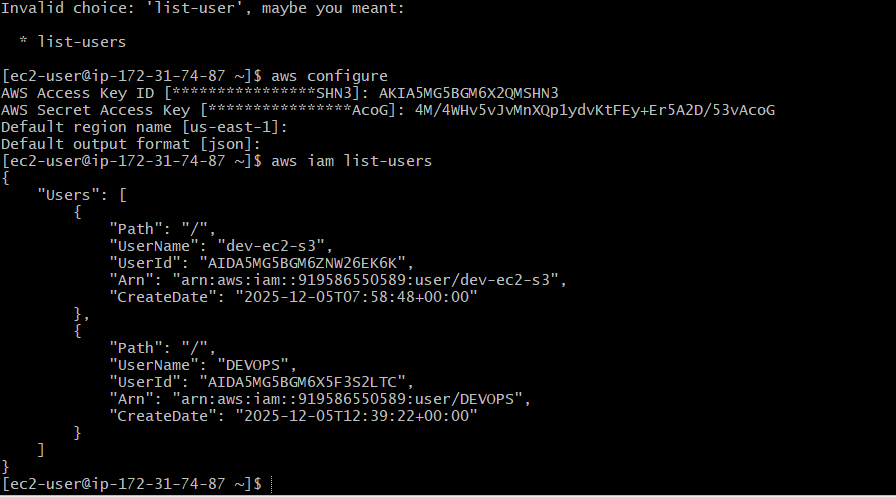 Invalid choice: 'list-user', maybe you meant:
* list-users
[ec2-user@ip-172-31-74-87 ~]$ aws configure
AWS Access Key ID [****************SHN3]: AKIA5MG5BGM6X2QMSHN3
AWS Secret Access Key [****************AcoG]: 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
Default region name [us-east-1]:
Default output format [json]:
[ec2-user@ip-172-31-74-87 ~]$ aws iam list-users
{
    "Users": [
        {
            "Path": "/",
            "UserName": "dev-ec2-s3",
            "UserId": "AIDA5MG5BGM6ZNW26EK6K",
            "Arn": "arn:aws:iam::919586550589:user/dev-ec2-s3",
            "CreateDate": "2025-12-05T07:58:48+00:00"
        },
        {
            "Path": "/",
            "UserName": "DEVOPS",
            "UserId": "AIDA5MG5BGM6X5F3S2LTC",
            "Arn": "arn:aws:iam::919586550589:user/DEVOPS",
            "CreateDate": "2025-12-05T12:39:22+00:00"
        }
    ]
}
[ec2-user@ip-172-31-74-87 ~]$